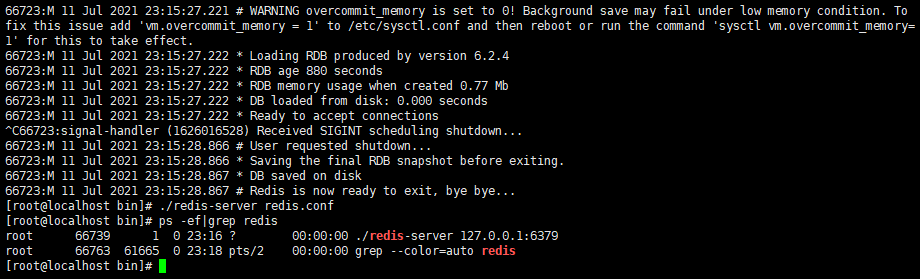 66723:M 11 Jul 2021 23:15:27.221 # WARNING overcommit_memory is set to 0! Background save may fail under low memory condition. To
fix this issue add 'vm.overcommit_memory = 1' to /etc/sysctl.conf and then reboot or run the command 'sysctl vm.overcommit_memory=
1' for this to take effect.
66723:M 11 Jul 2021 23:15:27.222 * Loading RDB produced by version 6.2.4
66723:M 11 Jul 2021 23:15:27.222 * RDB age 880 seconds
66723:M 11 Jul 2021 23:15:27.222 * RDB memory usage when created 0.77 Mb
66723:M 11 Jul 2021 23:15:27.222 * DB loaded from disk: 0.000 seconds
66723:M 11 Jul 2021 23:15:27.222 * Ready to accept connections
^C66723:signal-handler (1626016528) Received SIGINT scheduling shutdown...
66723:M 11 Jul 2021 23:15:28.866 # User requested shutdown...
66723:M 11 Jul 2021 23:15:28.866 * Saving the final RDB snapshot before exiting.
66723:M 11 Jul 2021 23:15:28.867 * DB saved on disk
66723:M 11 Jul 2021 23:15:28.867 # Redis is now ready to exit, bye bye...
[root@localhost bin]# ./redis-server redis.conf
[root@localhost bin]# ps -ef|grep redis
root      66739      1  0 23:16 ?        00:00:00 ./redis-server 127.0.0.1:6379
root      66763  61665  0 23:18 pts/2    00:00:00 grep --color=auto redis
[root@localhost bin]#